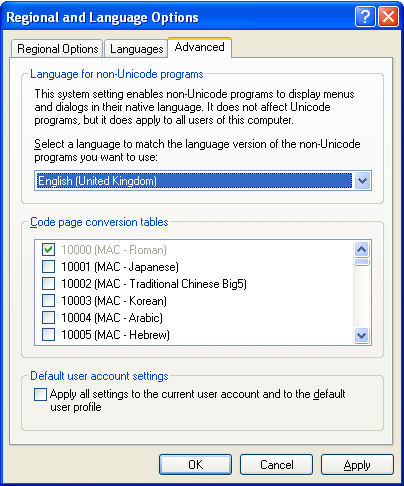 Regional and Language Options
Regional Options Languages Advanced
Language for non-Unicode programs
This system setting enables non-Unicode programs to display menus
and dialogs in their native language. It does not affect Unicode
programs, but it does apply to all users of this computer.
Select a language to match the language version of the non-Unicode
programs you want to use:
English (United Kingdom)
Code page conversion tables
10000 (MAC - Roman)
10001 (MAC - Japanese)
10002 (MAC - Traditional Chinese Big5)
10003 (MAC - Korean)
10004 (MAC - Arabic)
10005 (MAC - Hebrew)
Default user account settings
Apply all settings to the current user account and to the default
user profile
OK Cancel Apply